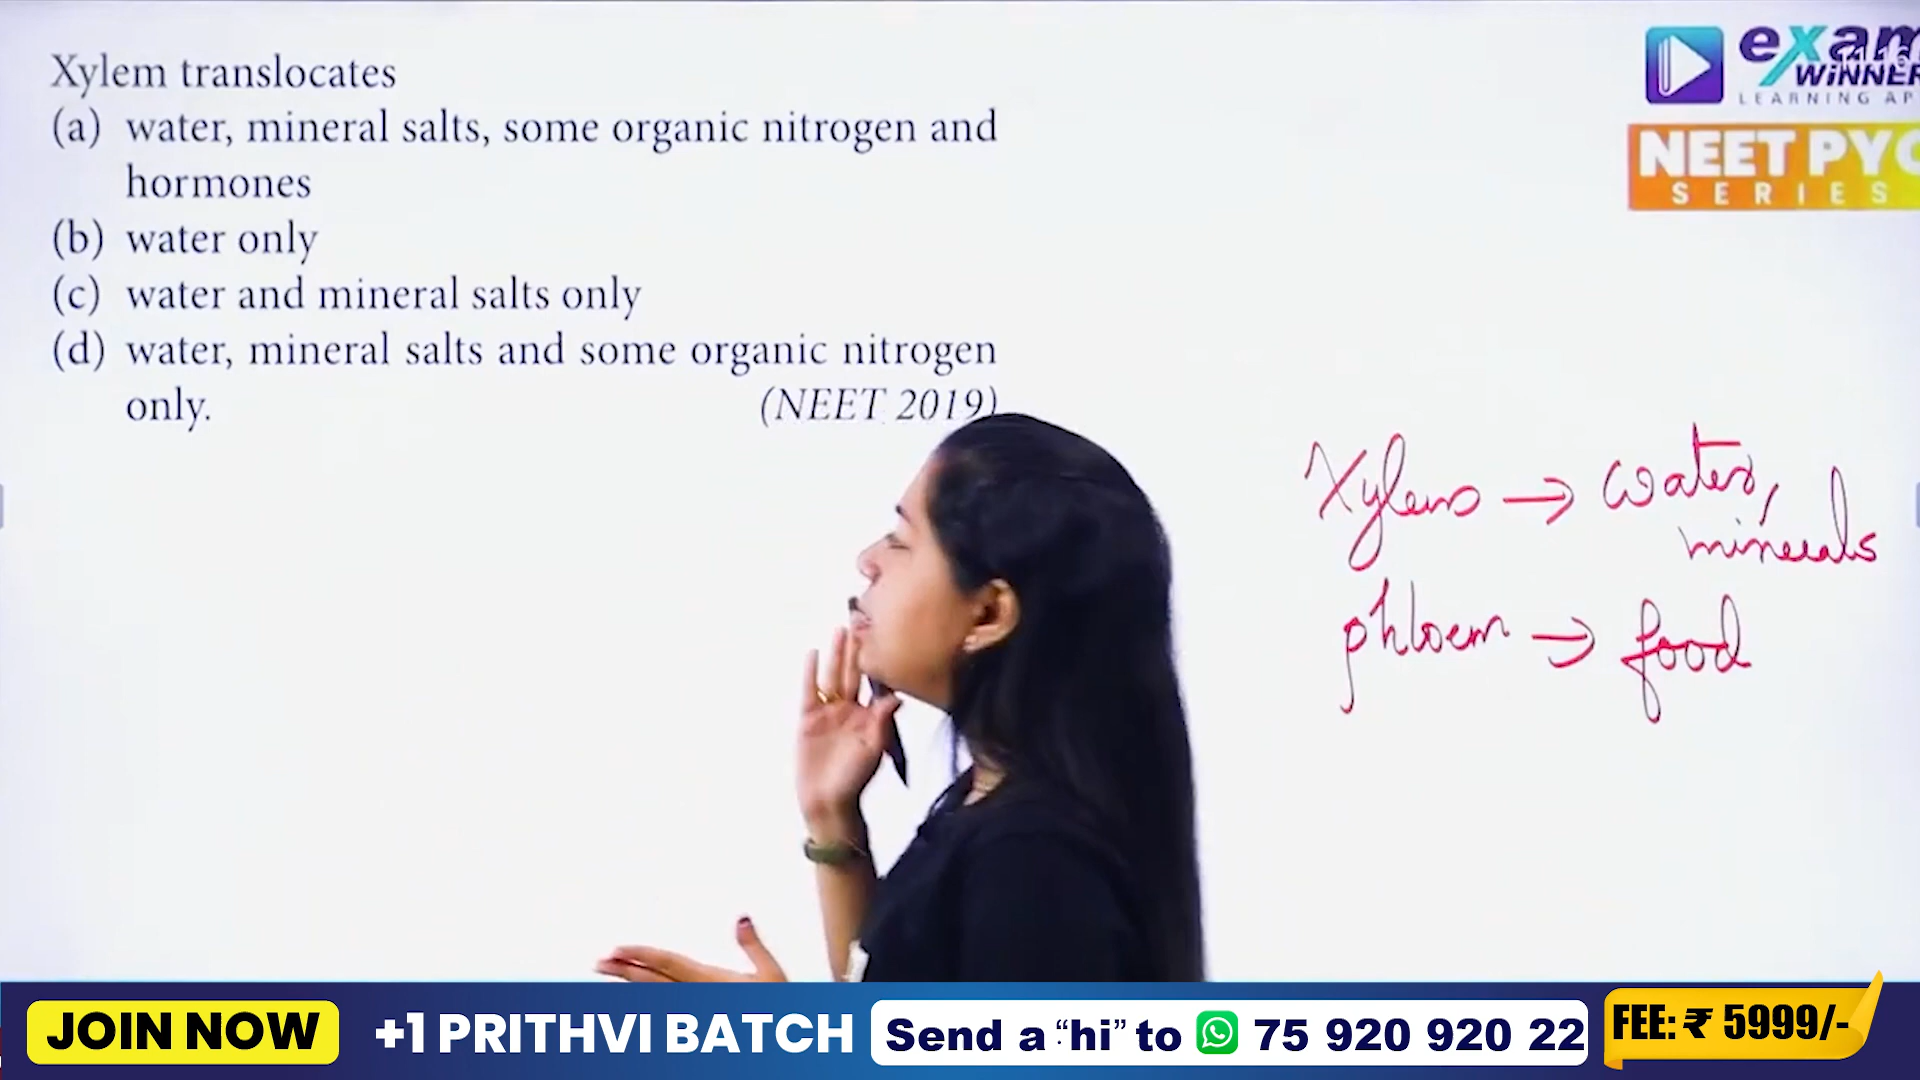 Xylem translocates
(a) water, mineral salts, some organic nitrogen and
hormones
(b) water only
(c) water and mineral salts only
(d) water, mineral salts and some organic nitrogen
only. (NEET 2019)
exam
WiNNER
LEARNING AP
NEET PYQ
SERIES
Xylem → water,
minerals
phloem → food
JOIN NOW
+1 PRITHVI BATCH
Send a “hi” to 75 920 920 22
FEE: ₹ 5999/-